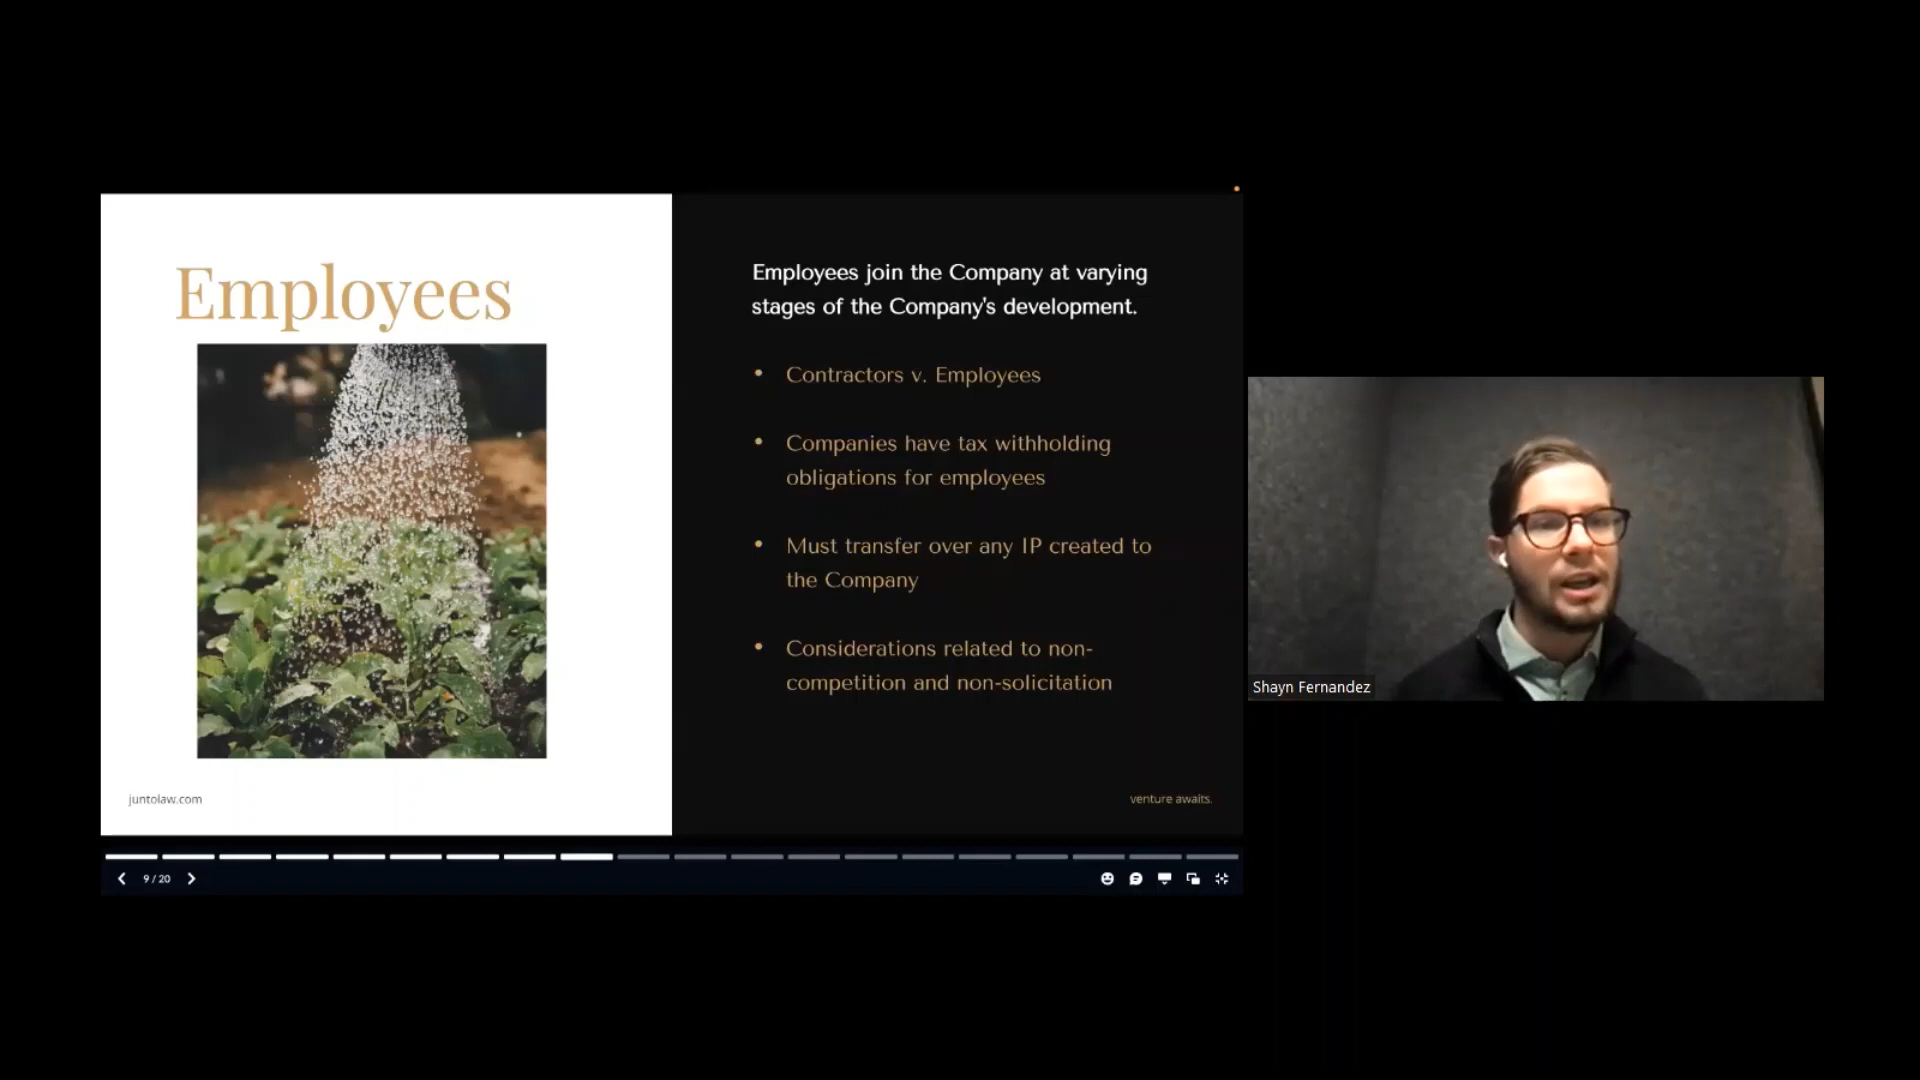 Employees
juntolaw.com
Employees join the Company at varying
stages of the Company's development.
• Contractors v. Employees
• Companies have tax withholding
obligations for employees
• Must transfer over any IP created to
the Company
• Considerations related to non-
competition and non-solicitation
venture awaits.
9 / 20
Shayn Fernandez